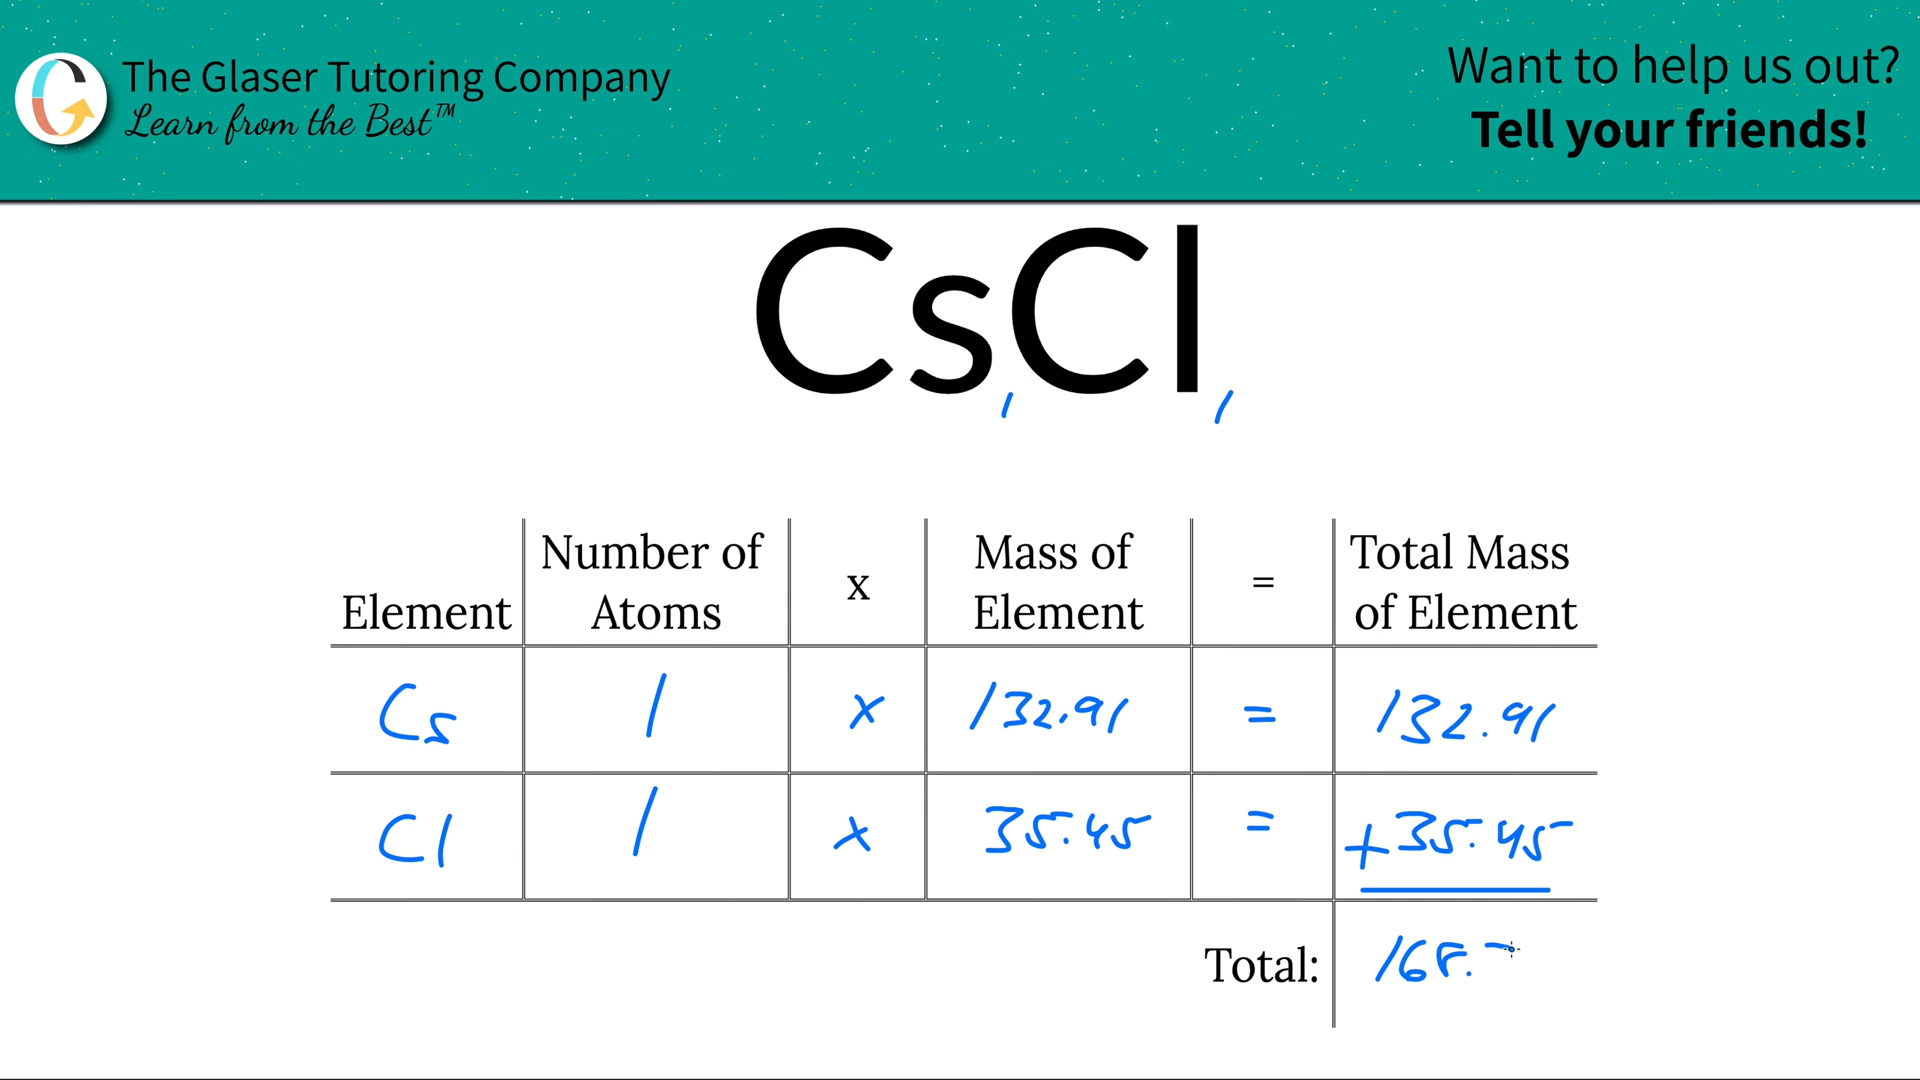 The Glaser Tutoring Company
Learn from the Best™
Want to help us out?
Tell your friends!
CsCl
1 1
Element Number of Atoms x Mass of Element = Total Mass of Element
Cs 1 x 132.91 = 132.91
Cl 1 x 35.45 = +35.45
Total: 168.